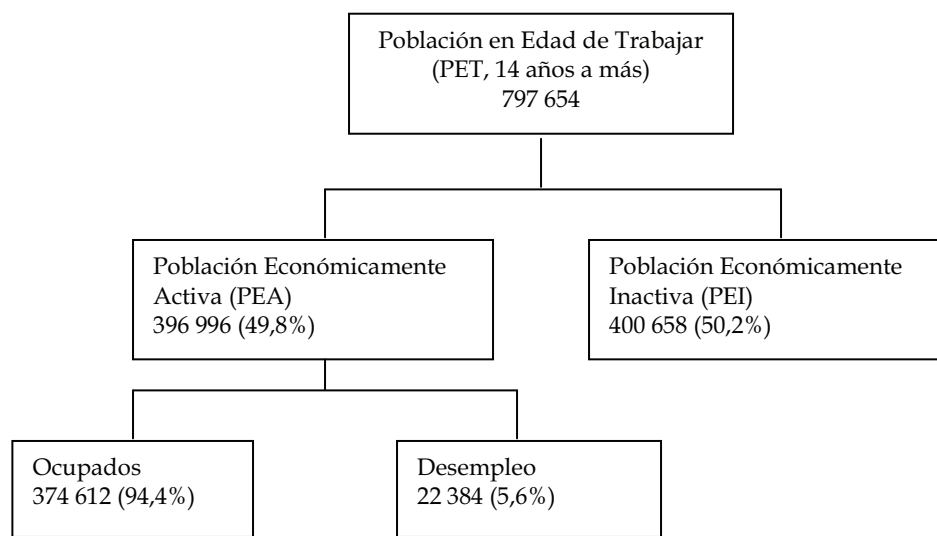 Población en Edad de Trabajar
(PET, 14 años a más)
797 654
Población Económicamente
Activa (PEA)
396 996 (49,8%)
Población Económicamente
Inactiva (PEI)
400 658 (50,2%)
Ocupados
374 612 (94,4%)
Desempleo
22 384 (5,6%)